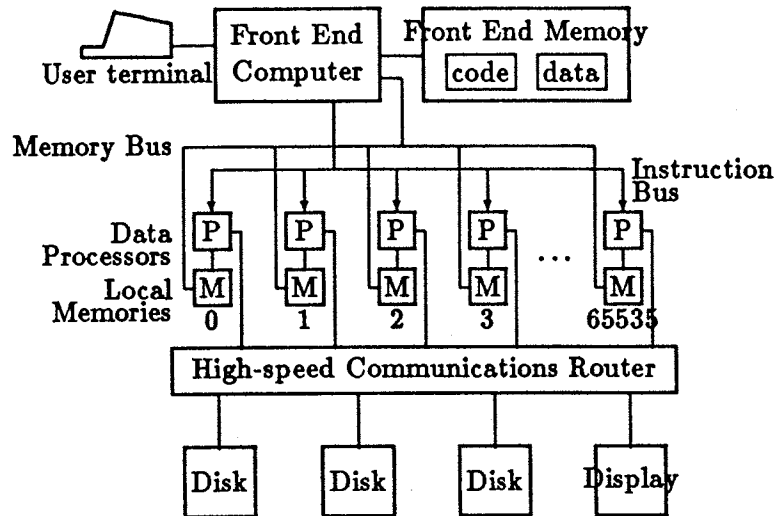 Front End
Computer
Front End Memory
code data
User terminal
Memory Bus
Instruction
Bus
Data
Processors
P P P P P
...
Local
Memories
M M M M M
0 1 2 3 65535
High-speed Communications Router
Disk Disk Disk Display